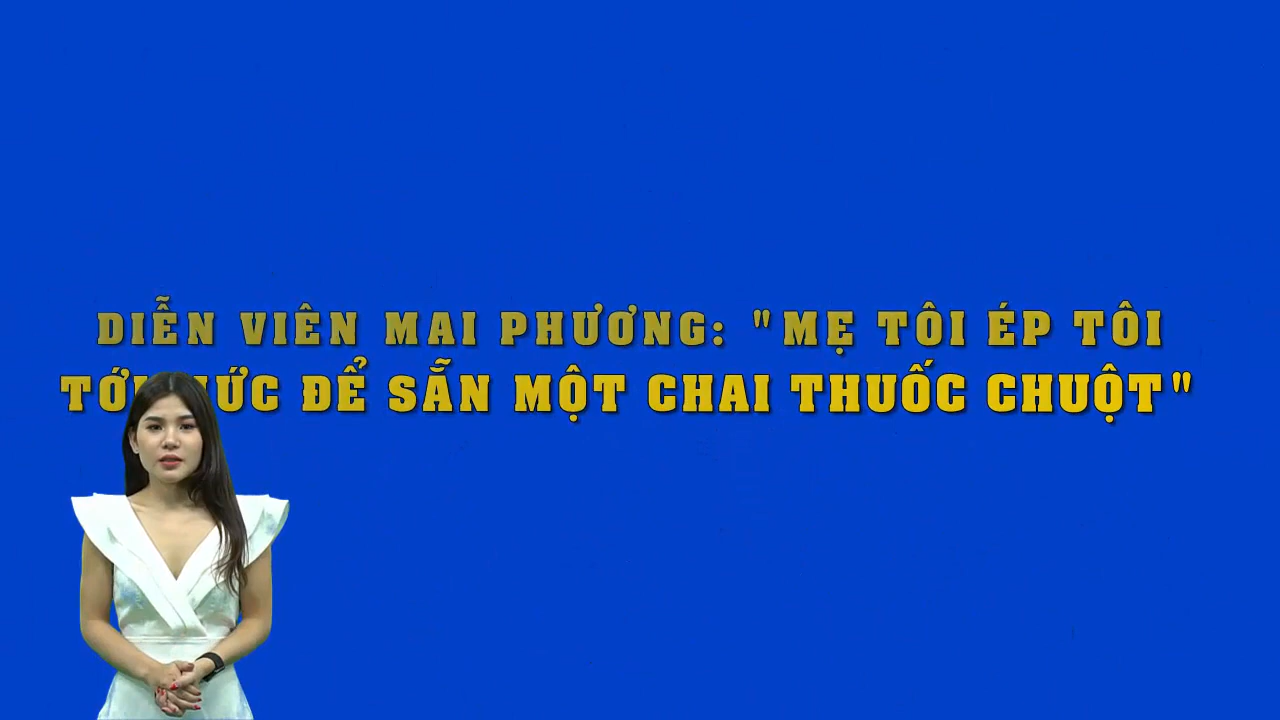 DIỄN VIÊN MAI PHƯƠNG: "MẸ TÔI ÉP TÔI
ĐỂ SẴN MỘT CHAI THUỐC CHUỘT"